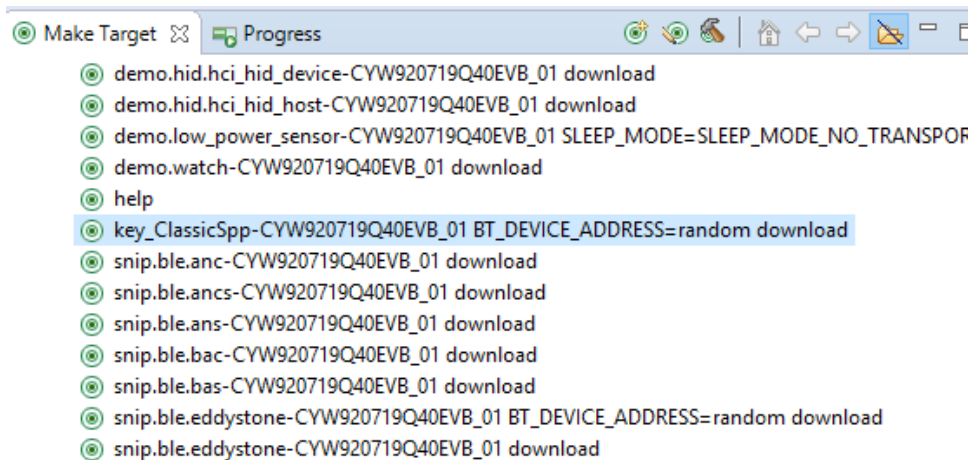 Make Target Progress
demo.hid.hci_hid_device-CYW920719Q40EVB_01 download
demo.hid.hci_hid_host-CYW920719Q40EVB_01 download
demo.low_power_sensor-CYW920719Q40EVB_01 SLEEP_MODE=SLEEP_MODE_NO_TRANSPOR
demo.watch-CYW920719Q40EVB_01 download
help
key_ClassicSpp-CYW920719Q40EVB_01 BT_DEVICE_ADDRESS=random download
snip.ble.anc-CYW920719Q40EVB_01 download
snip.ble.ancs-CYW920719Q40EVB_01 download
snip.ble.ans-CYW920719Q40EVB_01 download
snip.ble.bac-CYW920719Q40EVB_01 download
snip.ble.bas-CYW920719Q40EVB_01 download
snip.ble.eddystone-CYW920719Q40EVB_01 BT_DEVICE_ADDRESS=random download
snip.ble.eddystone-CYW920719Q40EVB_01 download